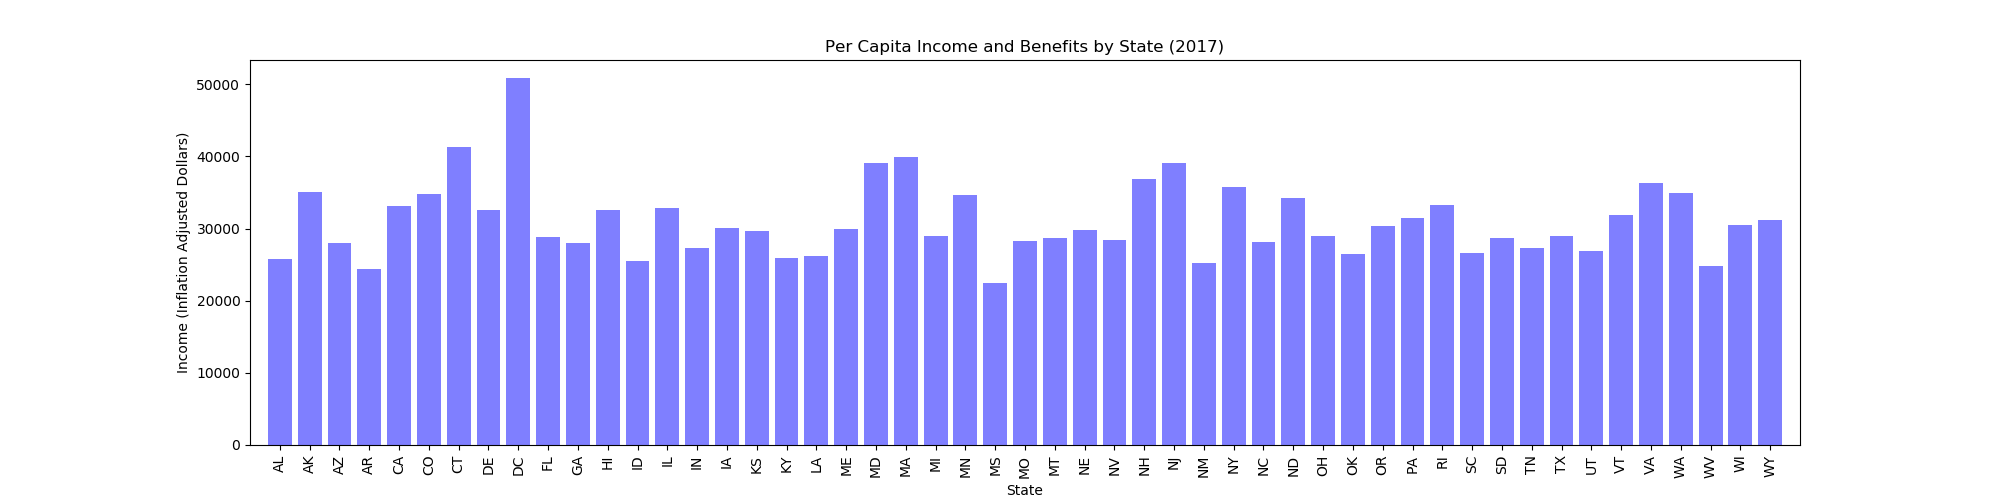 Per Capita Income and Benefits by State (2017)
Income (Inflation Adjusted Dollars)
50000
40000
30000
20000
10000
0
AL AK AZ AR CA CO CT DE DC FL GA HI ID IL IN IA KS KY LA ME MD MA MI MN MS MO MT NE NV NH NJ NM NY NC ND OH OK OR PA RI SC SD TN TX UT VT VA WA WV WI WY
State